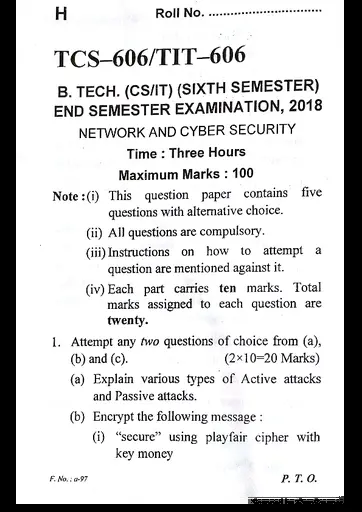 H Roll No. ................................
TCS–606/TIT–606
B. TECH. (CS/IT) (SIXTH SEMESTER)
END SEMESTER EXAMINATION, 2018
NETWORK AND CYBER SECURITY
Time : Three Hours
Maximum Marks : 100
Note :(i) This question paper contains five
questions with alternative choice.
(ii) All questions are compulsory.
(iii) Instructions on how to attempt a
question are mentioned against it.
(iv) Each part carries ten marks. Total
marks assigned to each question are
twenty.
1. Attempt any two questions of choice from (a),
(b) and (c). (2×10=20 Marks)
(a) Explain various types of Active attacks
and Passive attacks.
(b) Encrypt the following message :
(i) “secure” using playfair cipher with
key money
F. No. : a-97 P. T. O.